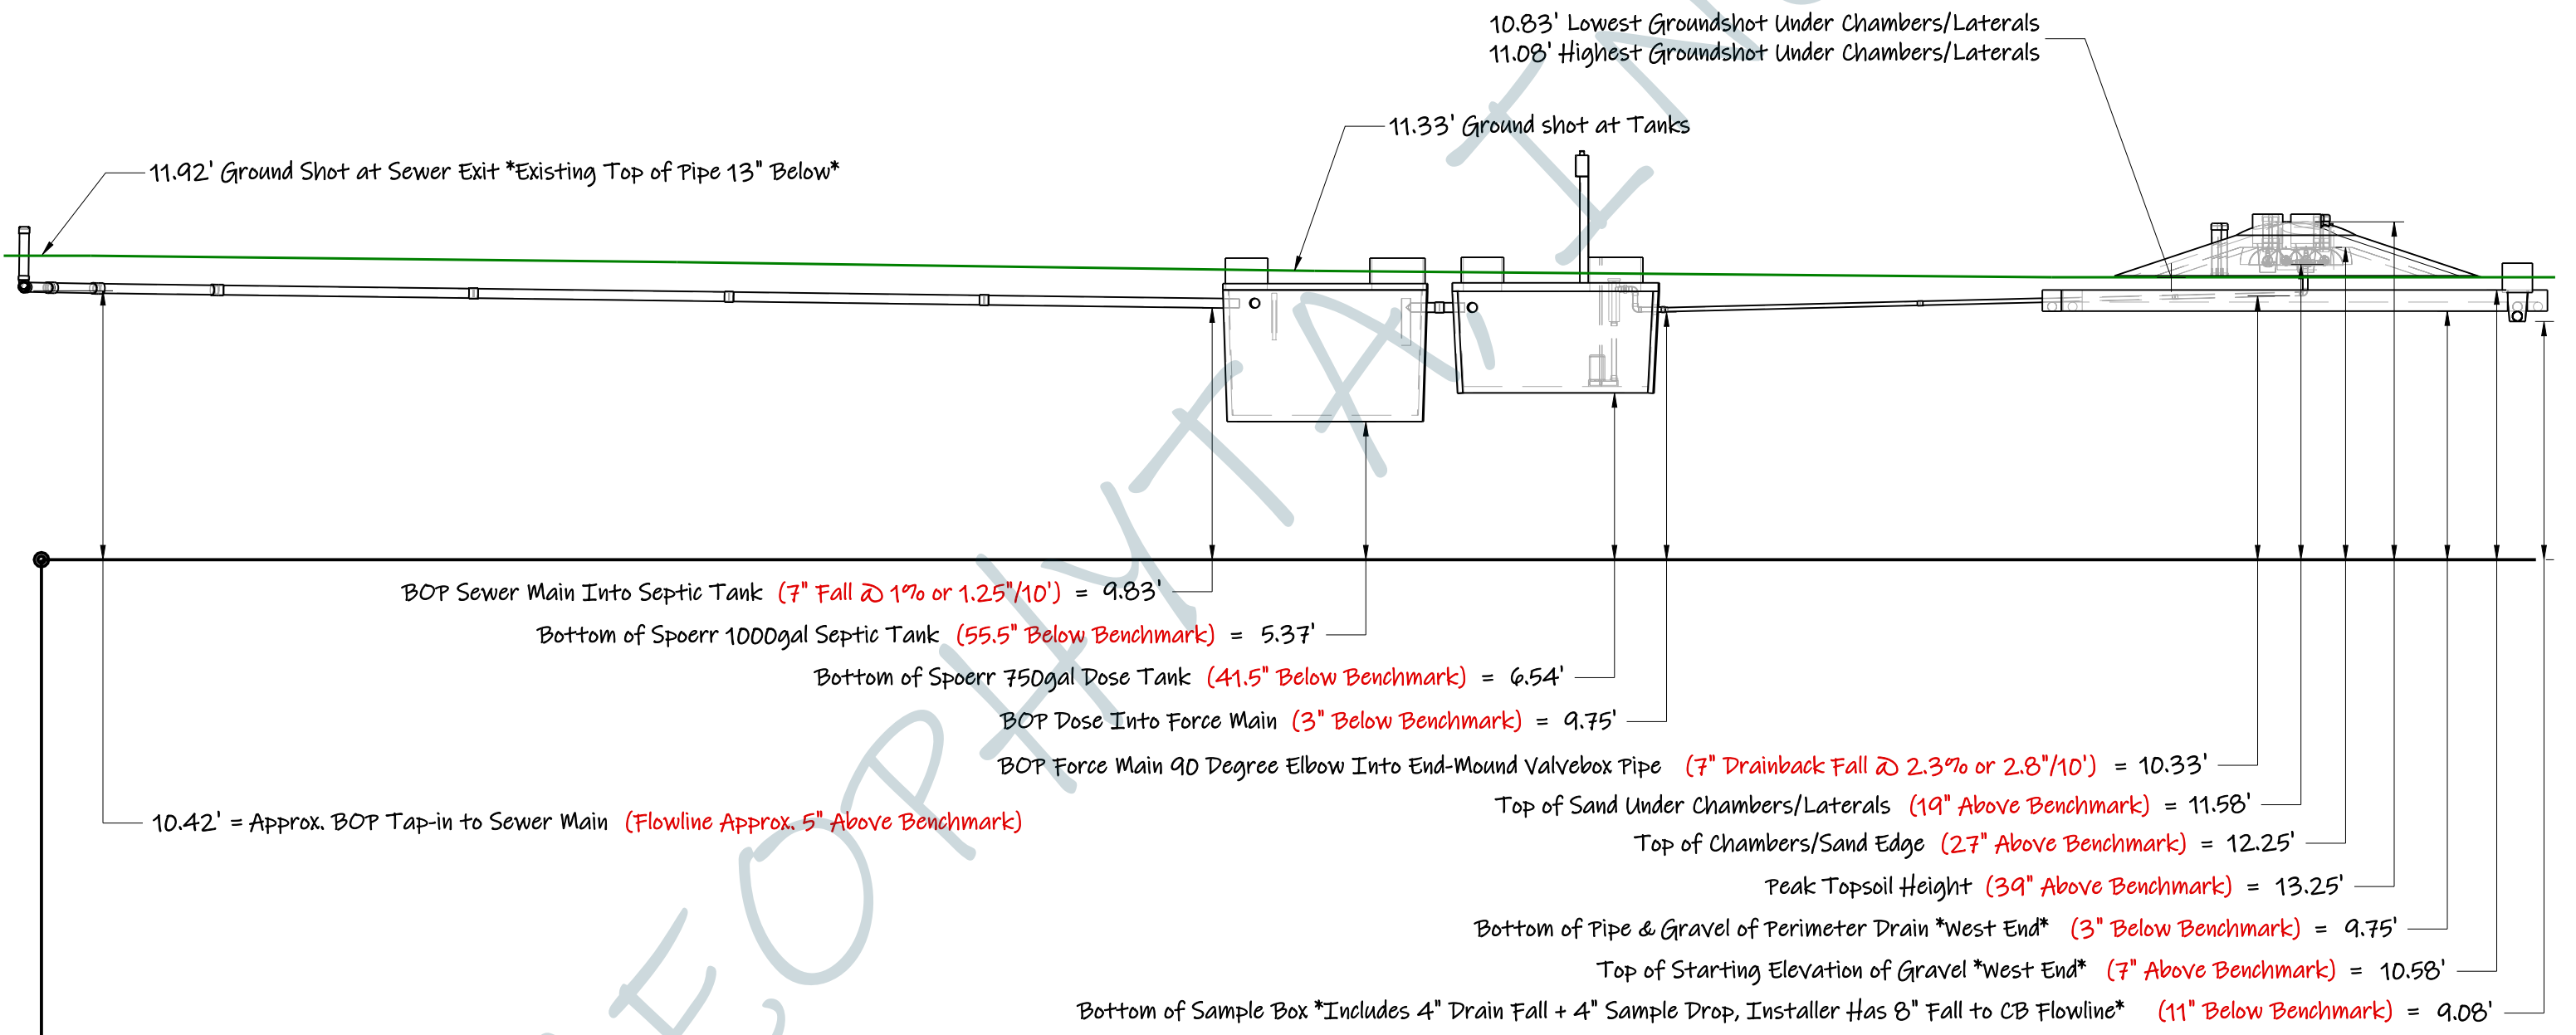 10.83' Lowest Groundshot Under Chambers/Laterals
11.08' Highest Groundshot Under Chambers/Laterals
11.33' Ground shot at Tanks
11.92' Ground Shot at Sewer Exit *Existing Top of Pipe 13" Below*
BOP Sewer Main Into Septic Tank (7" Fall @ 1% or 1.25"/10') = 9.83'
Bottom of Spoerr 1000gal Septic Tank (55.5" Below Benchmark) = 5.37'
Bottom of Spoerr 750gal Dose Tank (41.5" Below Benchmark) = 6.54'
BOP Dose Into Force Main (3" Below Benchmark) = 9.75'
BOP Force Main 90 Degree Elbow Into End-Mound Valvebox Pipe (7" Drainback Fall @ 2.3% or 2.8"/10') = 10.33'
Top of Sand Under Chambers/Laterals (19" Above Benchmark) = 11.58'
10.42' = Approx. BOP Tap-in to Sewer Main (Flowline Approx. 5" Above Benchmark)
Top of Chambers/Sand Edge (27" Above Benchmark) = 12.25'
Peak Topsoil Height (39" Above Benchmark) = 13.25'
Bottom of Pipe & Gravel of Perimeter Drain *West End* (3" Below Benchmark) = 9.75'
Top of Starting Elevation of Gravel *West End* (7" Above Benchmark) = 10.58'
Bottom of Sample Box *Includes 4" Drain Fall + 4" Sample Drop, Installer Has 8" Fall to CB Flowline* (11" Below Benchmark) = 9.08'
EOPHYTA, IN